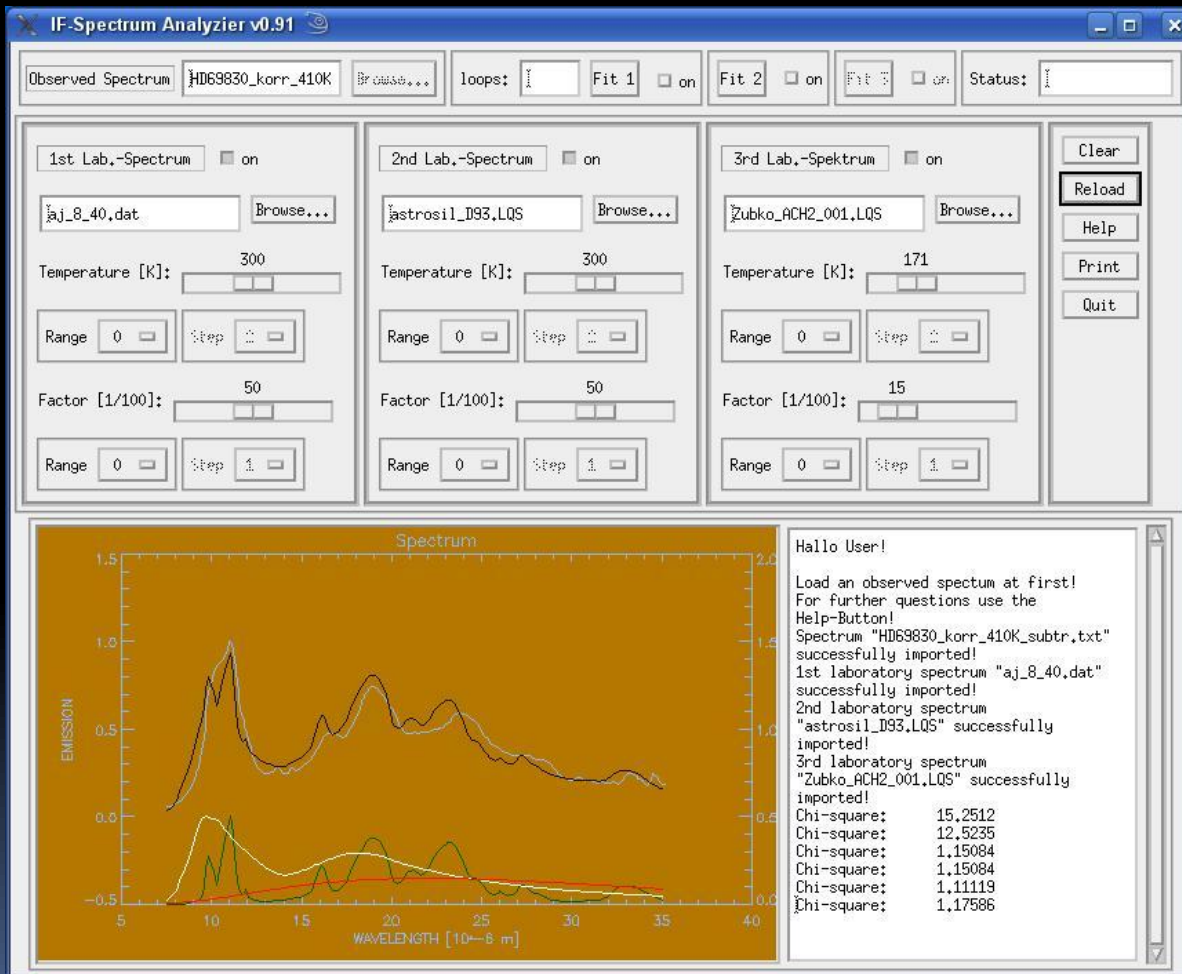 IF-Spectrum Analyzier v0.91
Observed Spectrum HD69830_korr_410K Browse... loops: Fit 1 on Fit 2 on Fit 3 on Status:
1st Lab.-Spectrum on
aj_8_40.dat Browse...
Temperature [K]: 300
Range 0 Step
Factor [1/100]: 50
Range 0 Step 1
2nd Lab.-Spectrum on
astrosil_D93.LQS Browse...
Temperature [K]: 300
Range 0 Step
Factor [1/100]: 50
Range 0 Step 1
3rd Lab.-Spektrum on
Zubko_ACH2_001.LQS Browse...
Temperature [K]: 171
Range 0 Step
Factor [1/100]: 15
Range 0 Step 1
Clear
Reload
Help
Print
Quit
Spectrum
1.5 2.0
1.0 1.5
0.5 1.0
0.0 0.5
-0.5 0.0
EMISSION
5 10 15 20 25 30 35 40
WAVELENGTH [10←6 m]
Hallo User!
Load an observed spectum at first!
For further questions use the
Help-Button!
Spectrum "HD69830_korr_410K_subtr.txt"
successfully imported!
1st laboratory spectrum "aj_8_40.dat"
successfully imported!
2nd laboratory spectrum
"astrosil_D93.LQS" successfully
imported!
3rd laboratory spectrum
"Zubko_ACH2_001.LQS" successfully
imported!
Chi-square: 15.2512
Chi-square: 12.5235
Chi-square: 1.15084
Chi-square: 1.15084
Chi-square: 1.11119
Chi-square: 1.17586